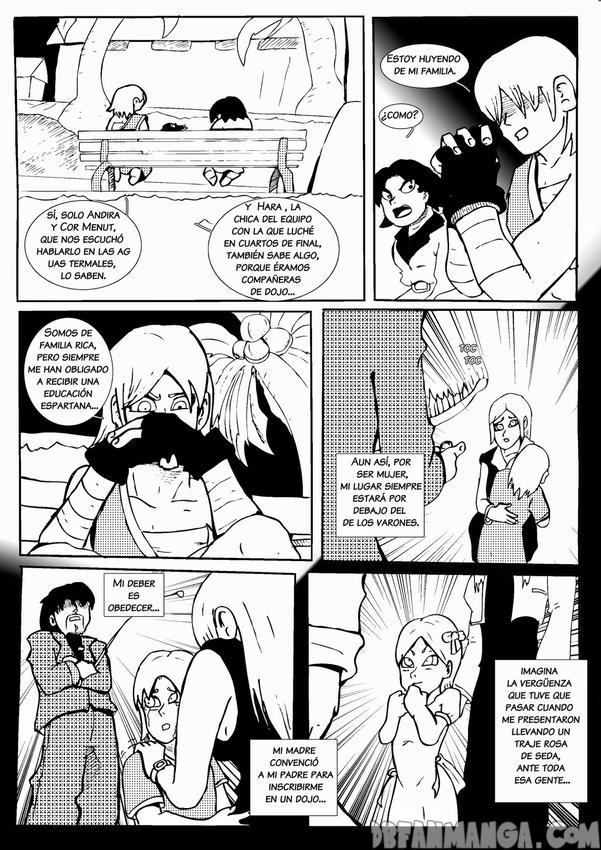 SÍ, SOLO ANDIRA
Y COR MENUT,
QUE NOS ESCUCHÓ
HABLARLO EN LAS AG
UAS TERMALES,
LO SABEN.
Y HARA , LA
CHICA DEL EQUIPO
CON LA QUE LUCHÉ
EN CUARTOS DE FINAL,
TAMBIÉN SABE ALGO,
PORQUE ÉRAMOS
COMPAÑERAS
DE DOJO...
ESTOY HUYENDO
DE MI FAMILIA.
¿COMO?
SOMOS DE
FAMILIA RICA,
PERO SIEMPRE
ME HAN OBLIGADO
A RECIBIR UNA
EDUCACIÓN
ESPARTANA...
TOC
TOC
AUN ASÍ, POR
SER MUJER,
MI LUGAR SIEMPRE
ESTARÁ POR
DEBAJO DEL
DE LOS VARONES.
MI DEBER
ES
OBEDECER...
MI MADRE
CONVENCIÓ
A MI PADRE PARA
INSCRIBIRME
EN UN DOJO...
IMAGINA
LA VERGÜENZA
QUE TUVE QUE
PASAR CUANDO
ME PRESENTARON
LLEVANDO UN
TRAJE ROSA
DE SEDA,
ANTE TODA
ESA GENTE...
DBFANMANGA.COM